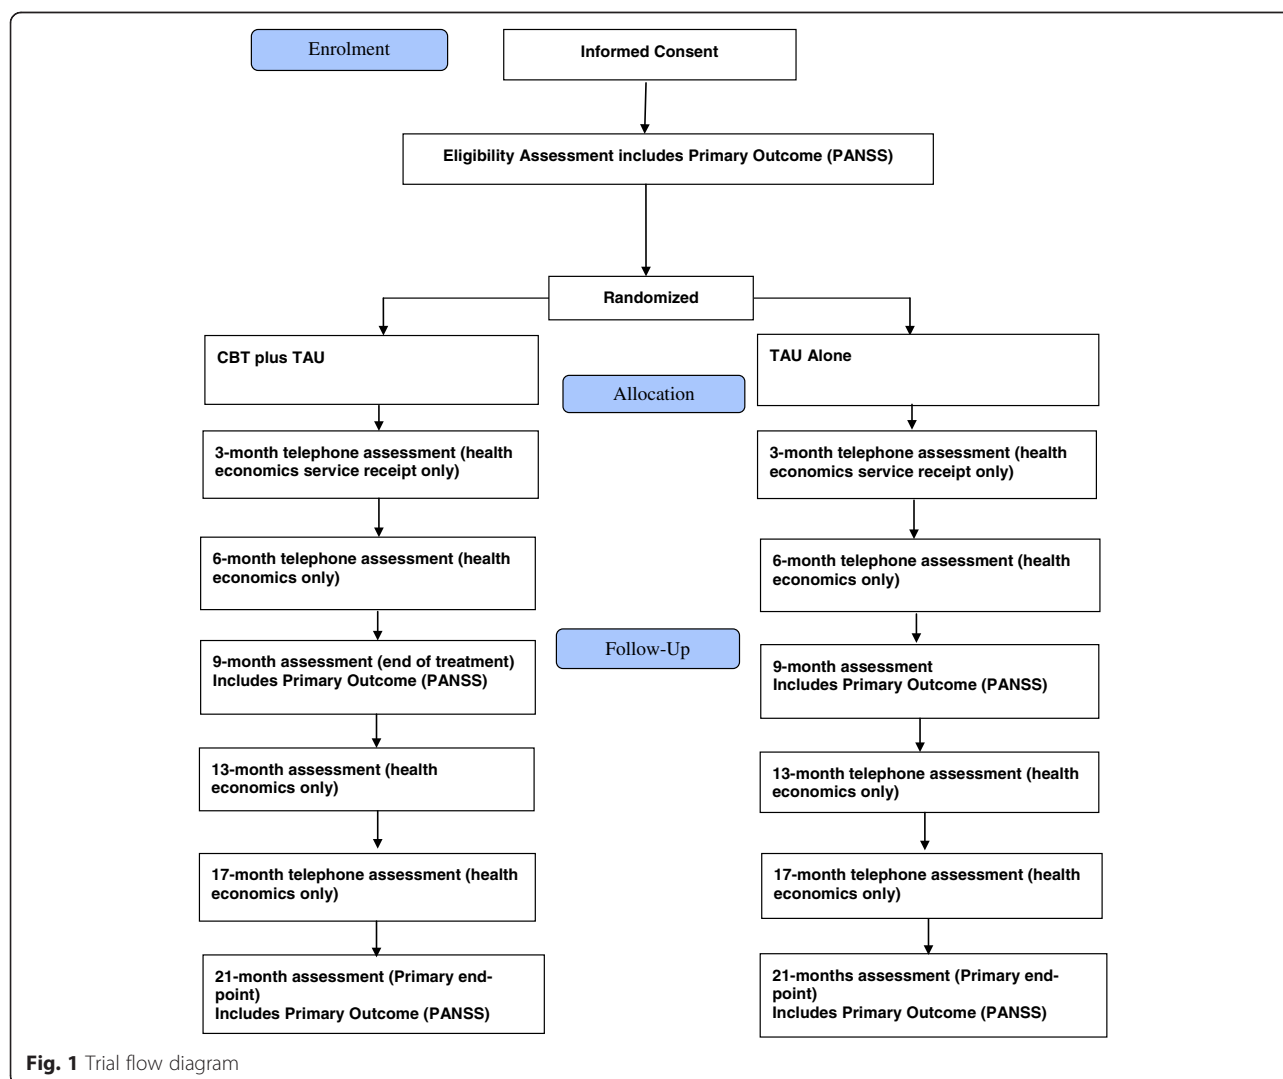 Enrolment
Informed Consent
Eligibility Assessment includes Primary Outcome (PANSS)
Randomized
CBT plus TAU
TAU Alone
Allocation
3-month telephone assessment (health
economics service receipt only)
3-month telephone assessment (health
economics service receipt only)
6-month telephone assessment (health
economics only)
6-month telephone assessment (health
economics only)
Follow-Up
9-month assessment (end of treatment)
Includes Primary Outcome (PANSS)
9-month assessment
Includes Primary Outcome (PANSS)
13-month assessment (health
economics only)
13-month telephone assessment (health
economics only)
17-month telephone assessment (health
economics only)
17-month telephone assessment (health
economics only)
21-month assessment (Primary end-
point)
Includes Primary Outcome (PANSS)
21-months assessment (Primary end-
point)
Includes Primary Outcome (PANSS)
Fig. 1 Trial flow diagram